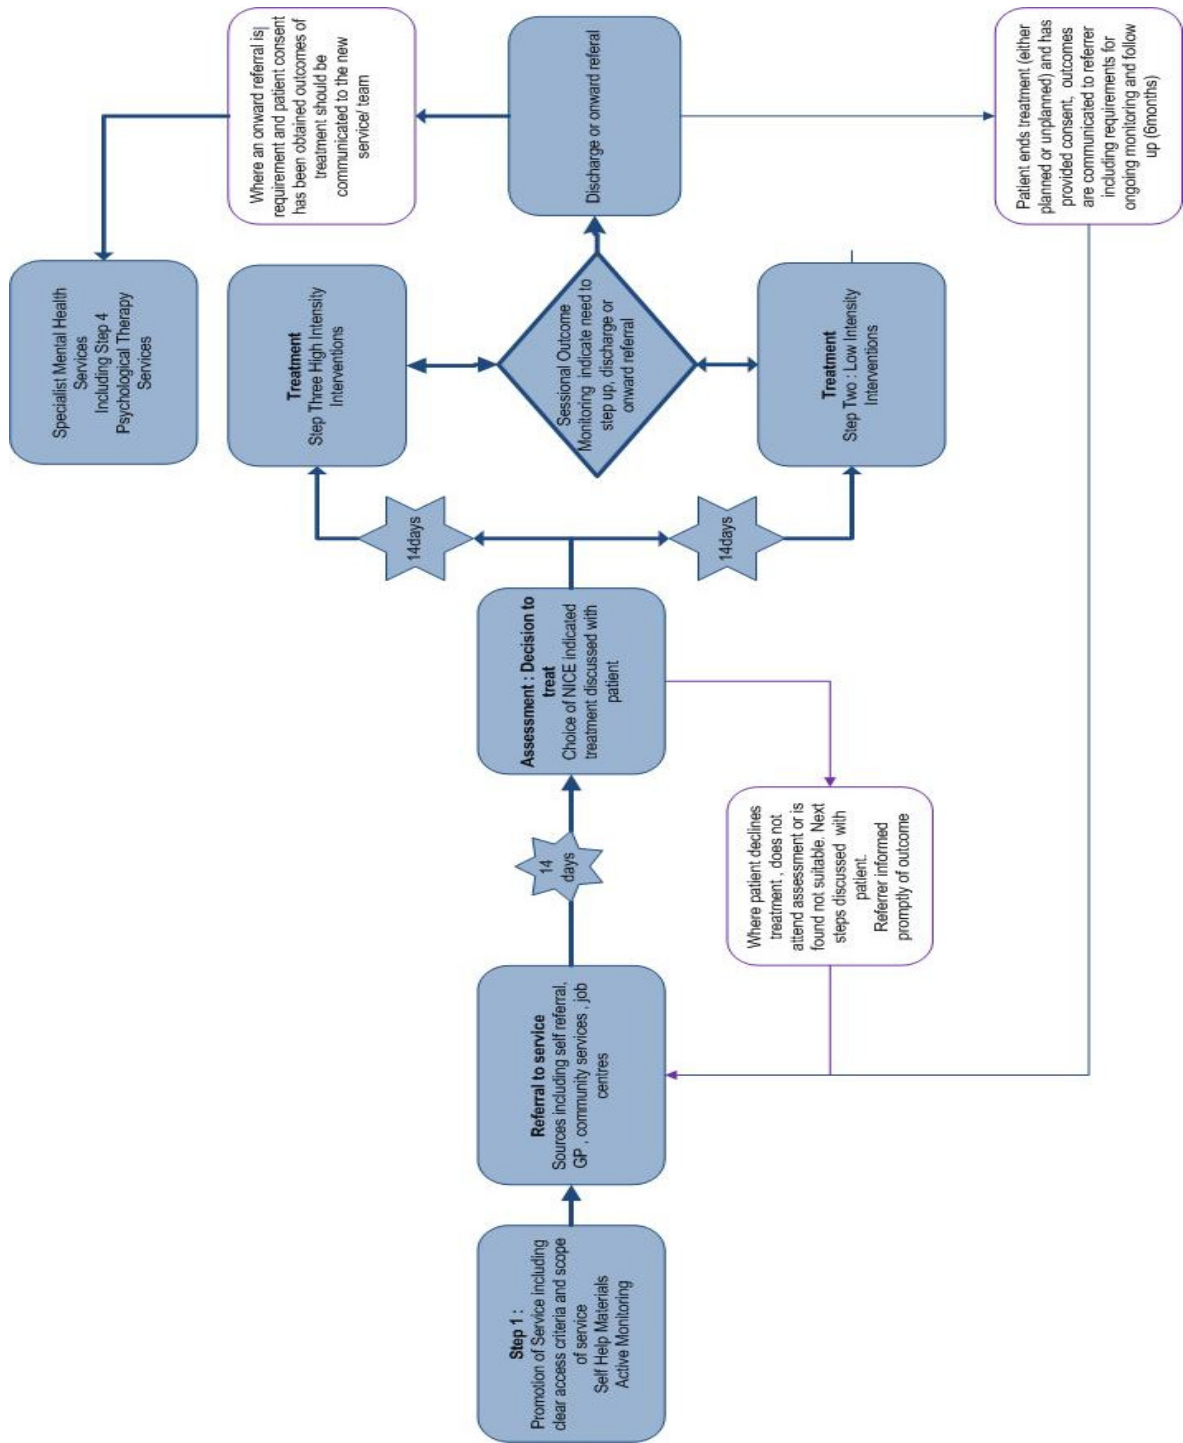 Step 1 :
Promotion of Service including
clear access criteria and scope
of service
Self Help Materials
Active Monitoring
Referral to service
Sources including self referral,
GP , community services , job
centres
14
days
Assessment : Decision to
treat
Choice of NICE indicated
treatment discussed with
patient
Where patient declines
treatment , does not
attend assessment or is
found not suitable. Next
steps discussed with
patient.
Referrer informed
promptly of outcome
14days
14days
Treatment
Step Three High Intensity
Interventions
Sessional Outcome
Monitoring indicate need to
step up, discharge or
onward referral
Treatment
Step Two : Low Intensity
Interventions
Discharge or onward referal
Where an onward referral is
requirement and patient consent
has been obtained outcomes of
treatment should be
communicated to the new
service/ team
Specialist Mental Health
Services
Including Step 4
Psychological Therapy
Services
Patient ends treatment (either
planned or unplanned) and has
provided consent, outcomes
are communicated to referrer
including requirements for
ongoing monitoring and follow
up (6months)